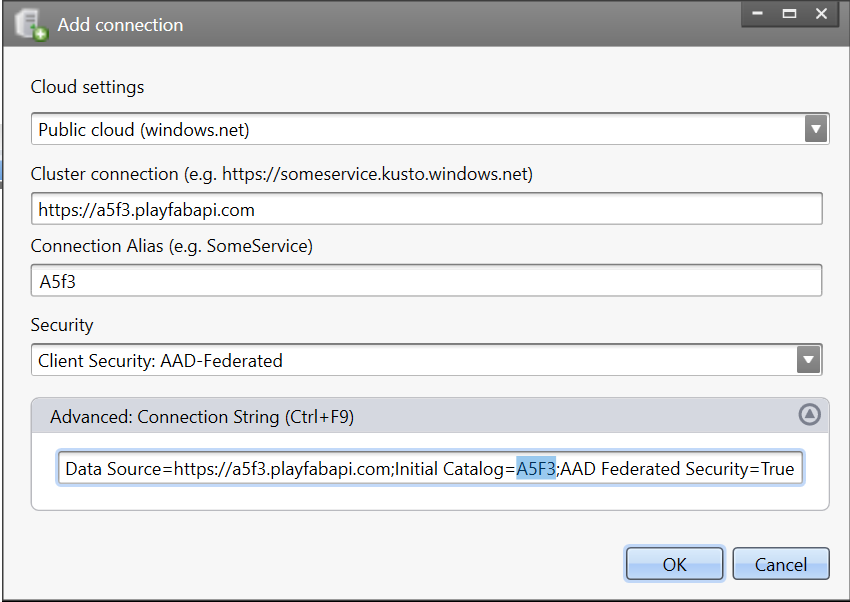 Add connection
Cloud settings
Public cloud (windows.net)
Cluster connection (e.g. https://someservice.kusto.windows.net)
https://a5f3.playfabapi.com
Connection Alias (e.g. SomeService)
A5f3
Security
Client Security: AAD-Federated
Advanced: Connection String (Ctrl+F9)
Data Source=https://a5f3.playfabapi.com;Initial Catalog=A5F3;AAD Federated Security=True
OK Cancel